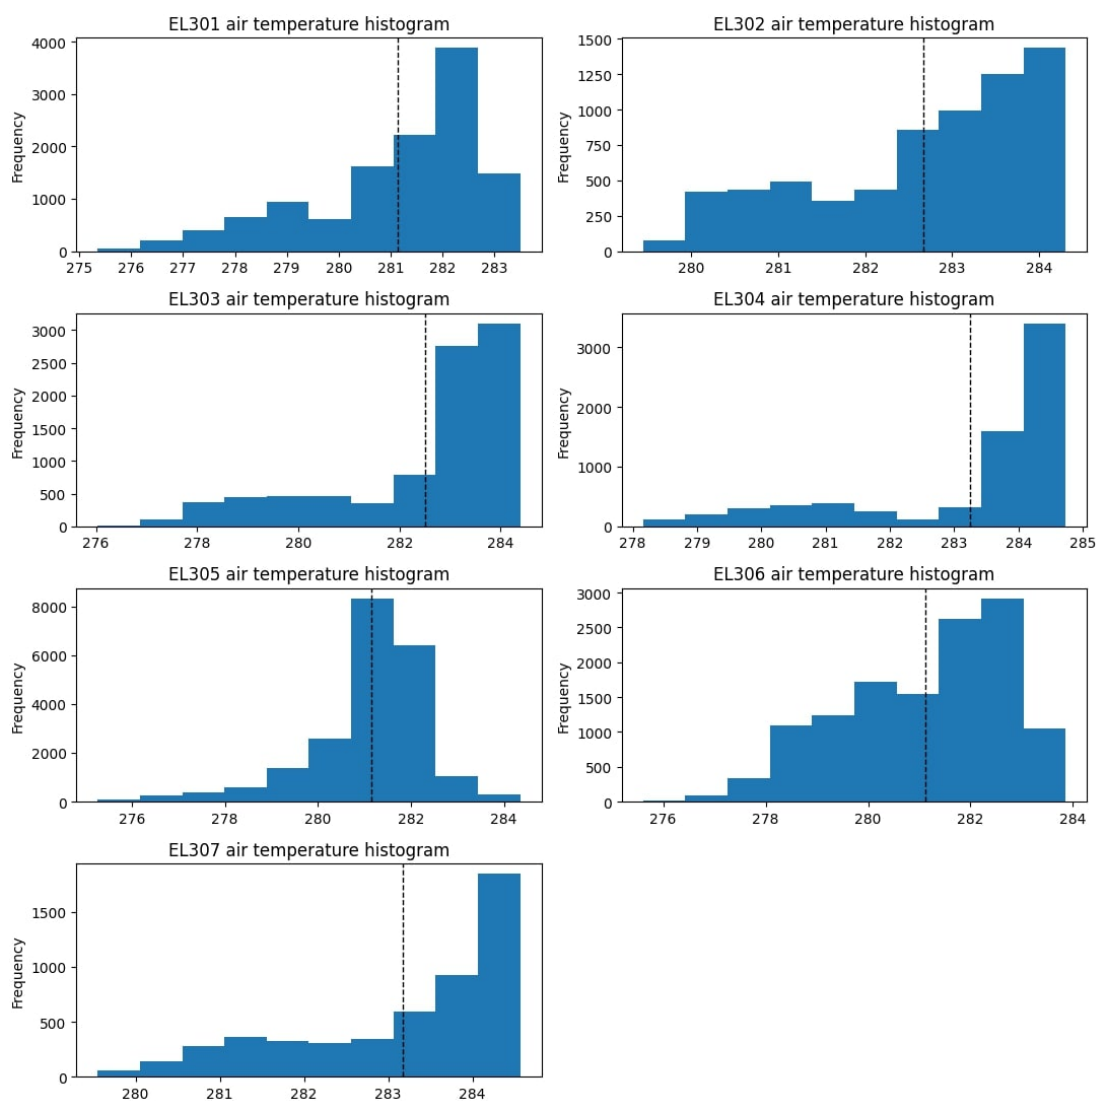 EL301 air temperature histogram
Frequency
4000
3000
2000
1000
0
275 276 277 278 279 280 281 282 283
EL302 air temperature histogram
Frequency
1500
1250
1000
750
500
250
0
280 281 282 283 284
EL303 air temperature histogram
Frequency
3000
2500
2000
1500
1000
500
0
276 278 280 282 284
EL304 air temperature histogram
Frequency
3000
2000
1000
0
278 279 280 281 282 283 284 285
EL305 air temperature histogram
Frequency
8000
6000
4000
2000
0
276 278 280 282 284
EL306 air temperature histogram
Frequency
3000
2500
2000
1500
1000
500
0
276 278 280 282 284
EL307 air temperature histogram
Frequency
1500
1000
500
0
280 281 282 283 284